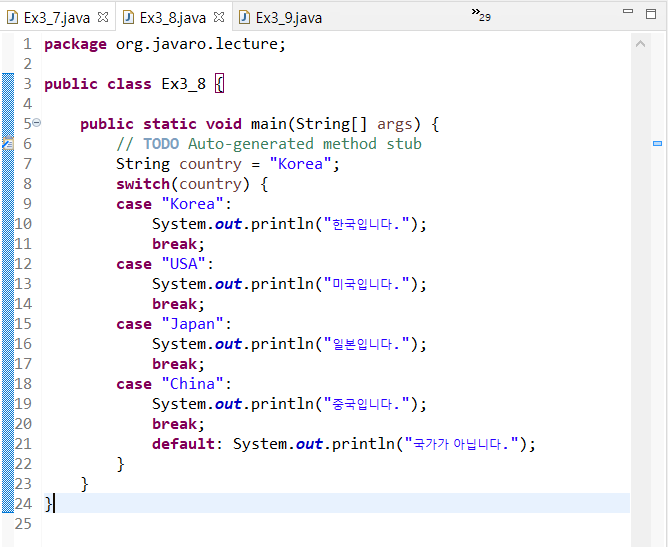 Ex3_7.java Ex3_8.java Ex3_9.java »29
1 package org.javaro.lecture;
2
3 public class Ex3_8 {
4
5 public static void main(String[] args) {
6 // TODO Auto-generated method stub
7 String country = "Korea";
8 switch(country) {
9 case "Korea":
10 System.out.println("한국입니다.");
11 break;
12 case "USA":
13 System.out.println("미국입니다.");
14 break;
15 case "Japan":
16 System.out.println("일본입니다.");
17 break;
18 case "China":
19 System.out.println("중국입니다.");
20 break;
21 default: System.out.println("국가가 아닙니다.");
22 }
23 }
24 }
25